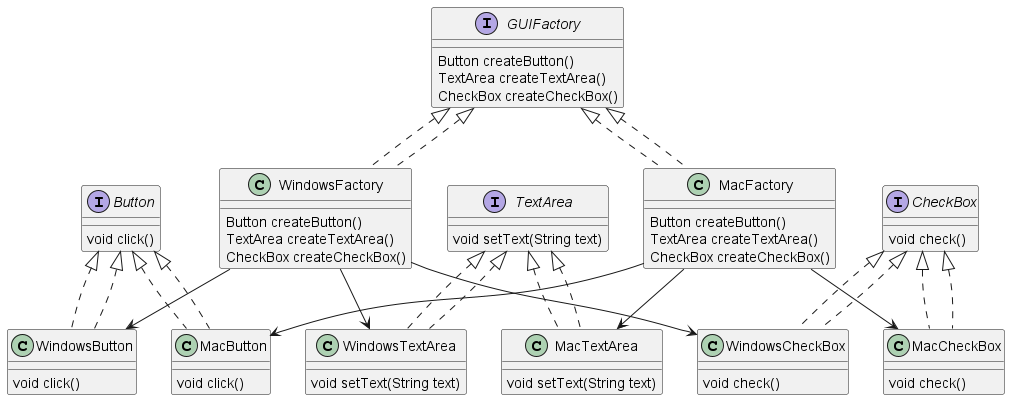 I GUIFactory
Button createButton()
TextArea createTextArea()
CheckBox createCheckBox()
I Button
void click()
C WindowsFactory
Button createButton()
TextArea createTextArea()
CheckBox createCheckBox()
I TextArea
void setText(String text)
C MacFactory
Button createButton()
TextArea createTextArea()
CheckBox createCheckBox()
I CheckBox
void check()
C WindowsButton
void click()
C MacButton
void click()
C WindowsTextArea
void setText(String text)
C MacTextArea
void setText(String text)
C WindowsCheckBox
void check()
C MacCheckBox
void check()